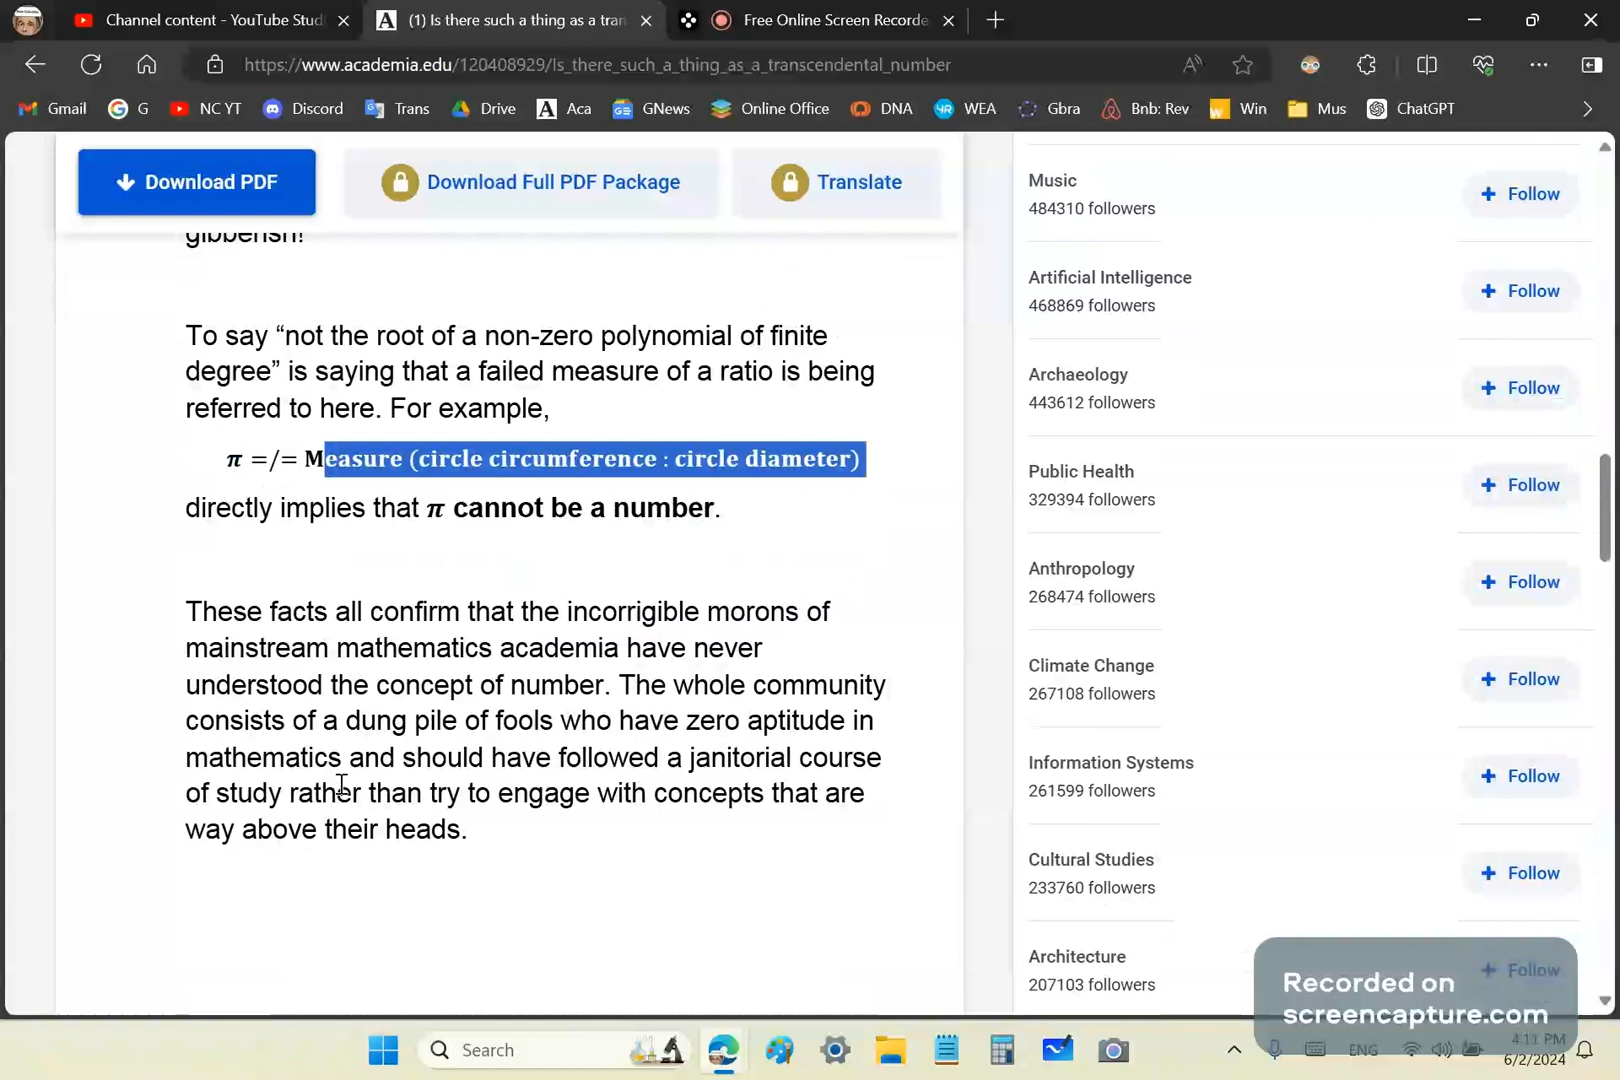 Channel content - YouTube Stud
(1) Is there such a thing as a tran
Free Online Screen Recorde
https://www.academia.edu/120408929/Is_there_such_a_thing_as_a_transcendental_number
Gmail
G
NC YT
Discord
Trans
Drive
Aca
GNews
Online Office
DNA
WEA
Gbra
Bnb: Rev
Win
Mus
ChatGPT
Download PDF
Download Full PDF Package
Translate
gibberish!
To say “not the root of a non-zero polynomial of finite
degree” is saying that a failed measure of a ratio is being
referred to here. For example,
π =/= Measure (circle circumference : circle diameter)
directly implies that π cannot be a number.
These facts all confirm that the incorrigible morons of
mainstream mathematics academia have never
understood the concept of number. The whole community
consists of a dung pile of fools who have zero aptitude in
mathematics and should have followed a janitorial course
of study rather than try to engage with concepts that are
way above their heads.
Music
484310 followers
Follow
Artificial Intelligence
468869 followers
Follow
Archaeology
443612 followers
Follow
Public Health
329394 followers
Follow
Anthropology
268474 followers
Follow
Climate Change
267108 followers
Follow
Information Systems
261599 followers
Follow
Cultural Studies
233760 followers
Follow
Architecture
207103 followers
Follow
Recorded on
screencapture.com
Search
ENG
4:11 PM
6/2/2024